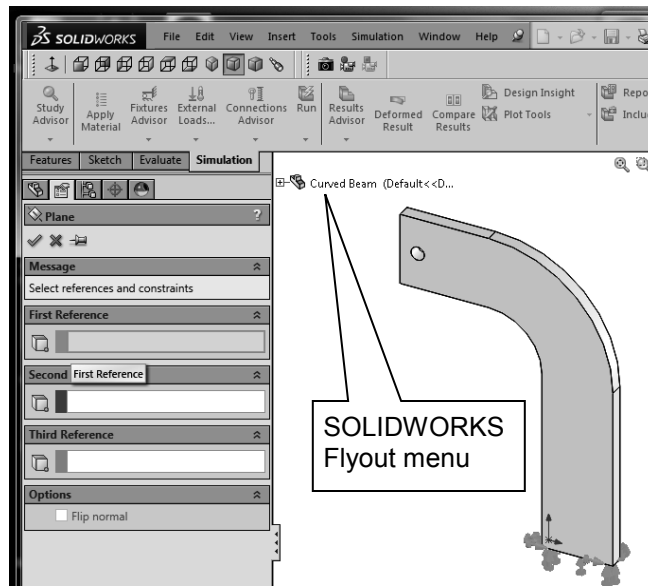 SOLIDWORKS File Edit View Insert Tools Simulation Window Help
Study Advisor
Apply Material
Fixtures Advisor
External Loads...
Connections Advisor
Run
Results Advisor
Deformed Result
Compare Results
Design Insight
Plot Tools
Repo
Inclu
Features Sketch Evaluate Simulation
Curved Beam (Default<<D...
Plane ?
Message
Select references and constraints
First Reference
Second
First Reference
Third Reference
Options
Flip normal
SOLIDWORKS
Flyout menu